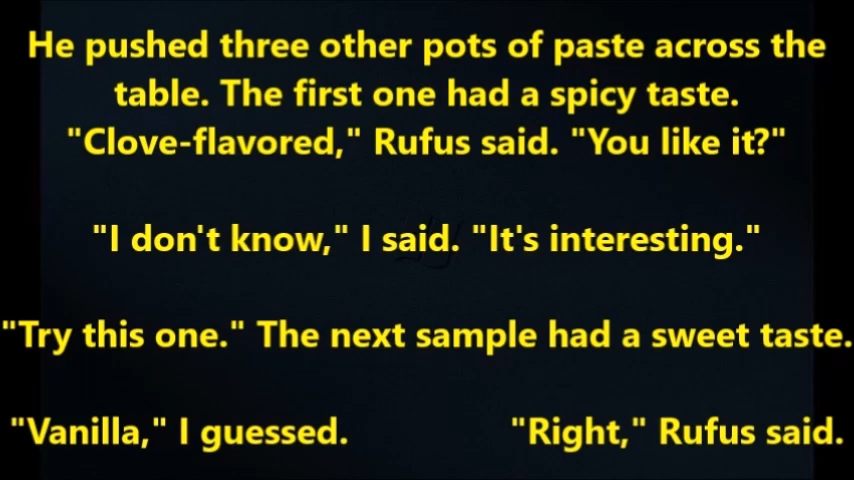 He pushed three other pots of paste across the
table. The first one had a spicy taste.
"Clove-flavored," Rufus said. "You like it?"
"I don't know," I said. "It's interesting."
"Try this one." The next sample had a sweet taste.
"Vanilla," I guessed. "Right," Rufus said.